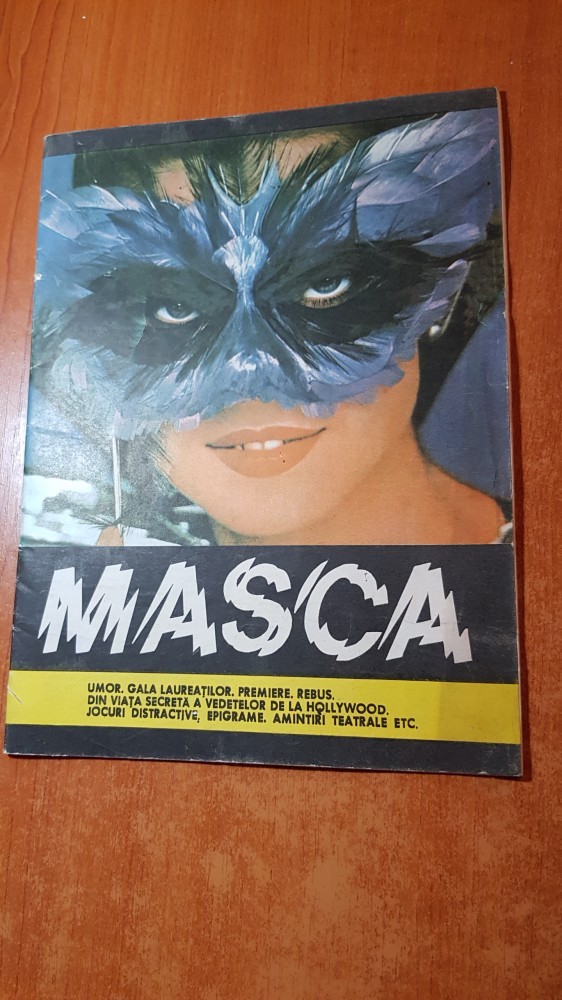 MASCA
UMOR. GALA LAUREAȚILOR. PREMIERE. REBUS.
DIN VIAȚA SECRETĂ A VEDETELOR DE LA HOLLYWOOD.
JOCURI DISTRACTIVE, EPIGRAME. AMINTIRI TEATRALE ETC.